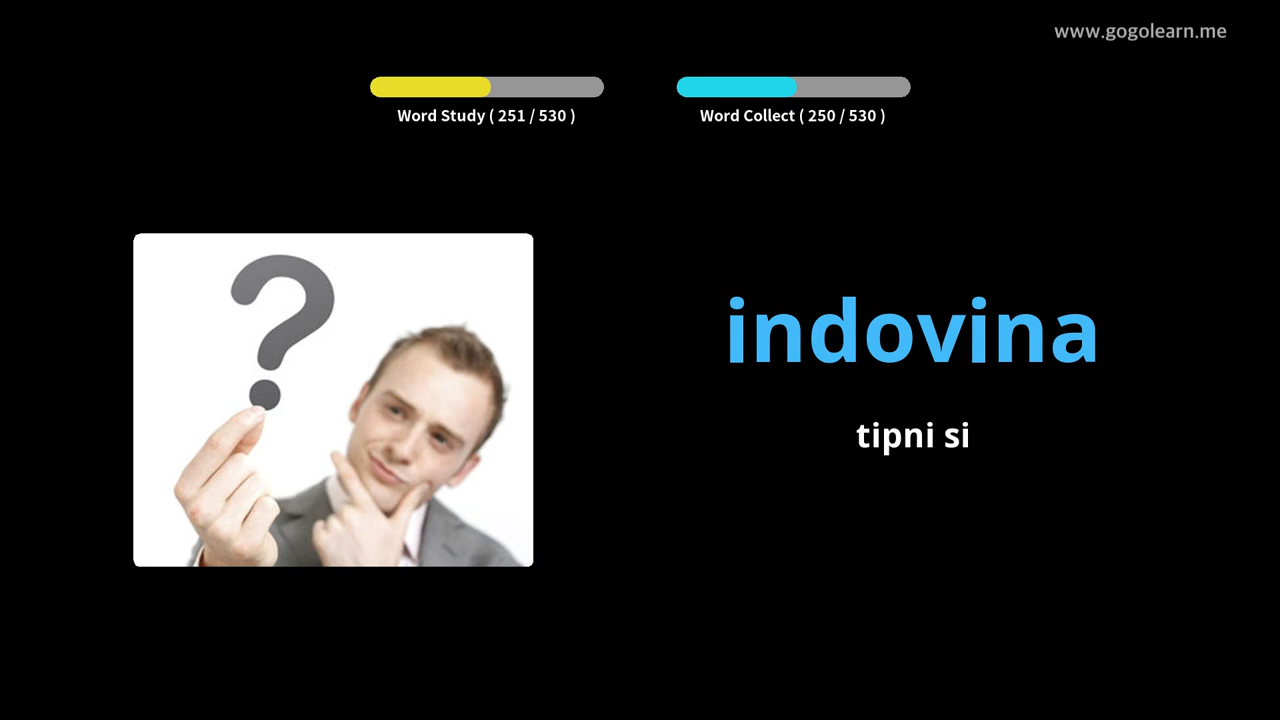 www.gogolearn.me
Word Study ( 251 / 530 )
Word Collect ( 250 / 530 )
?
indovina
tipni si